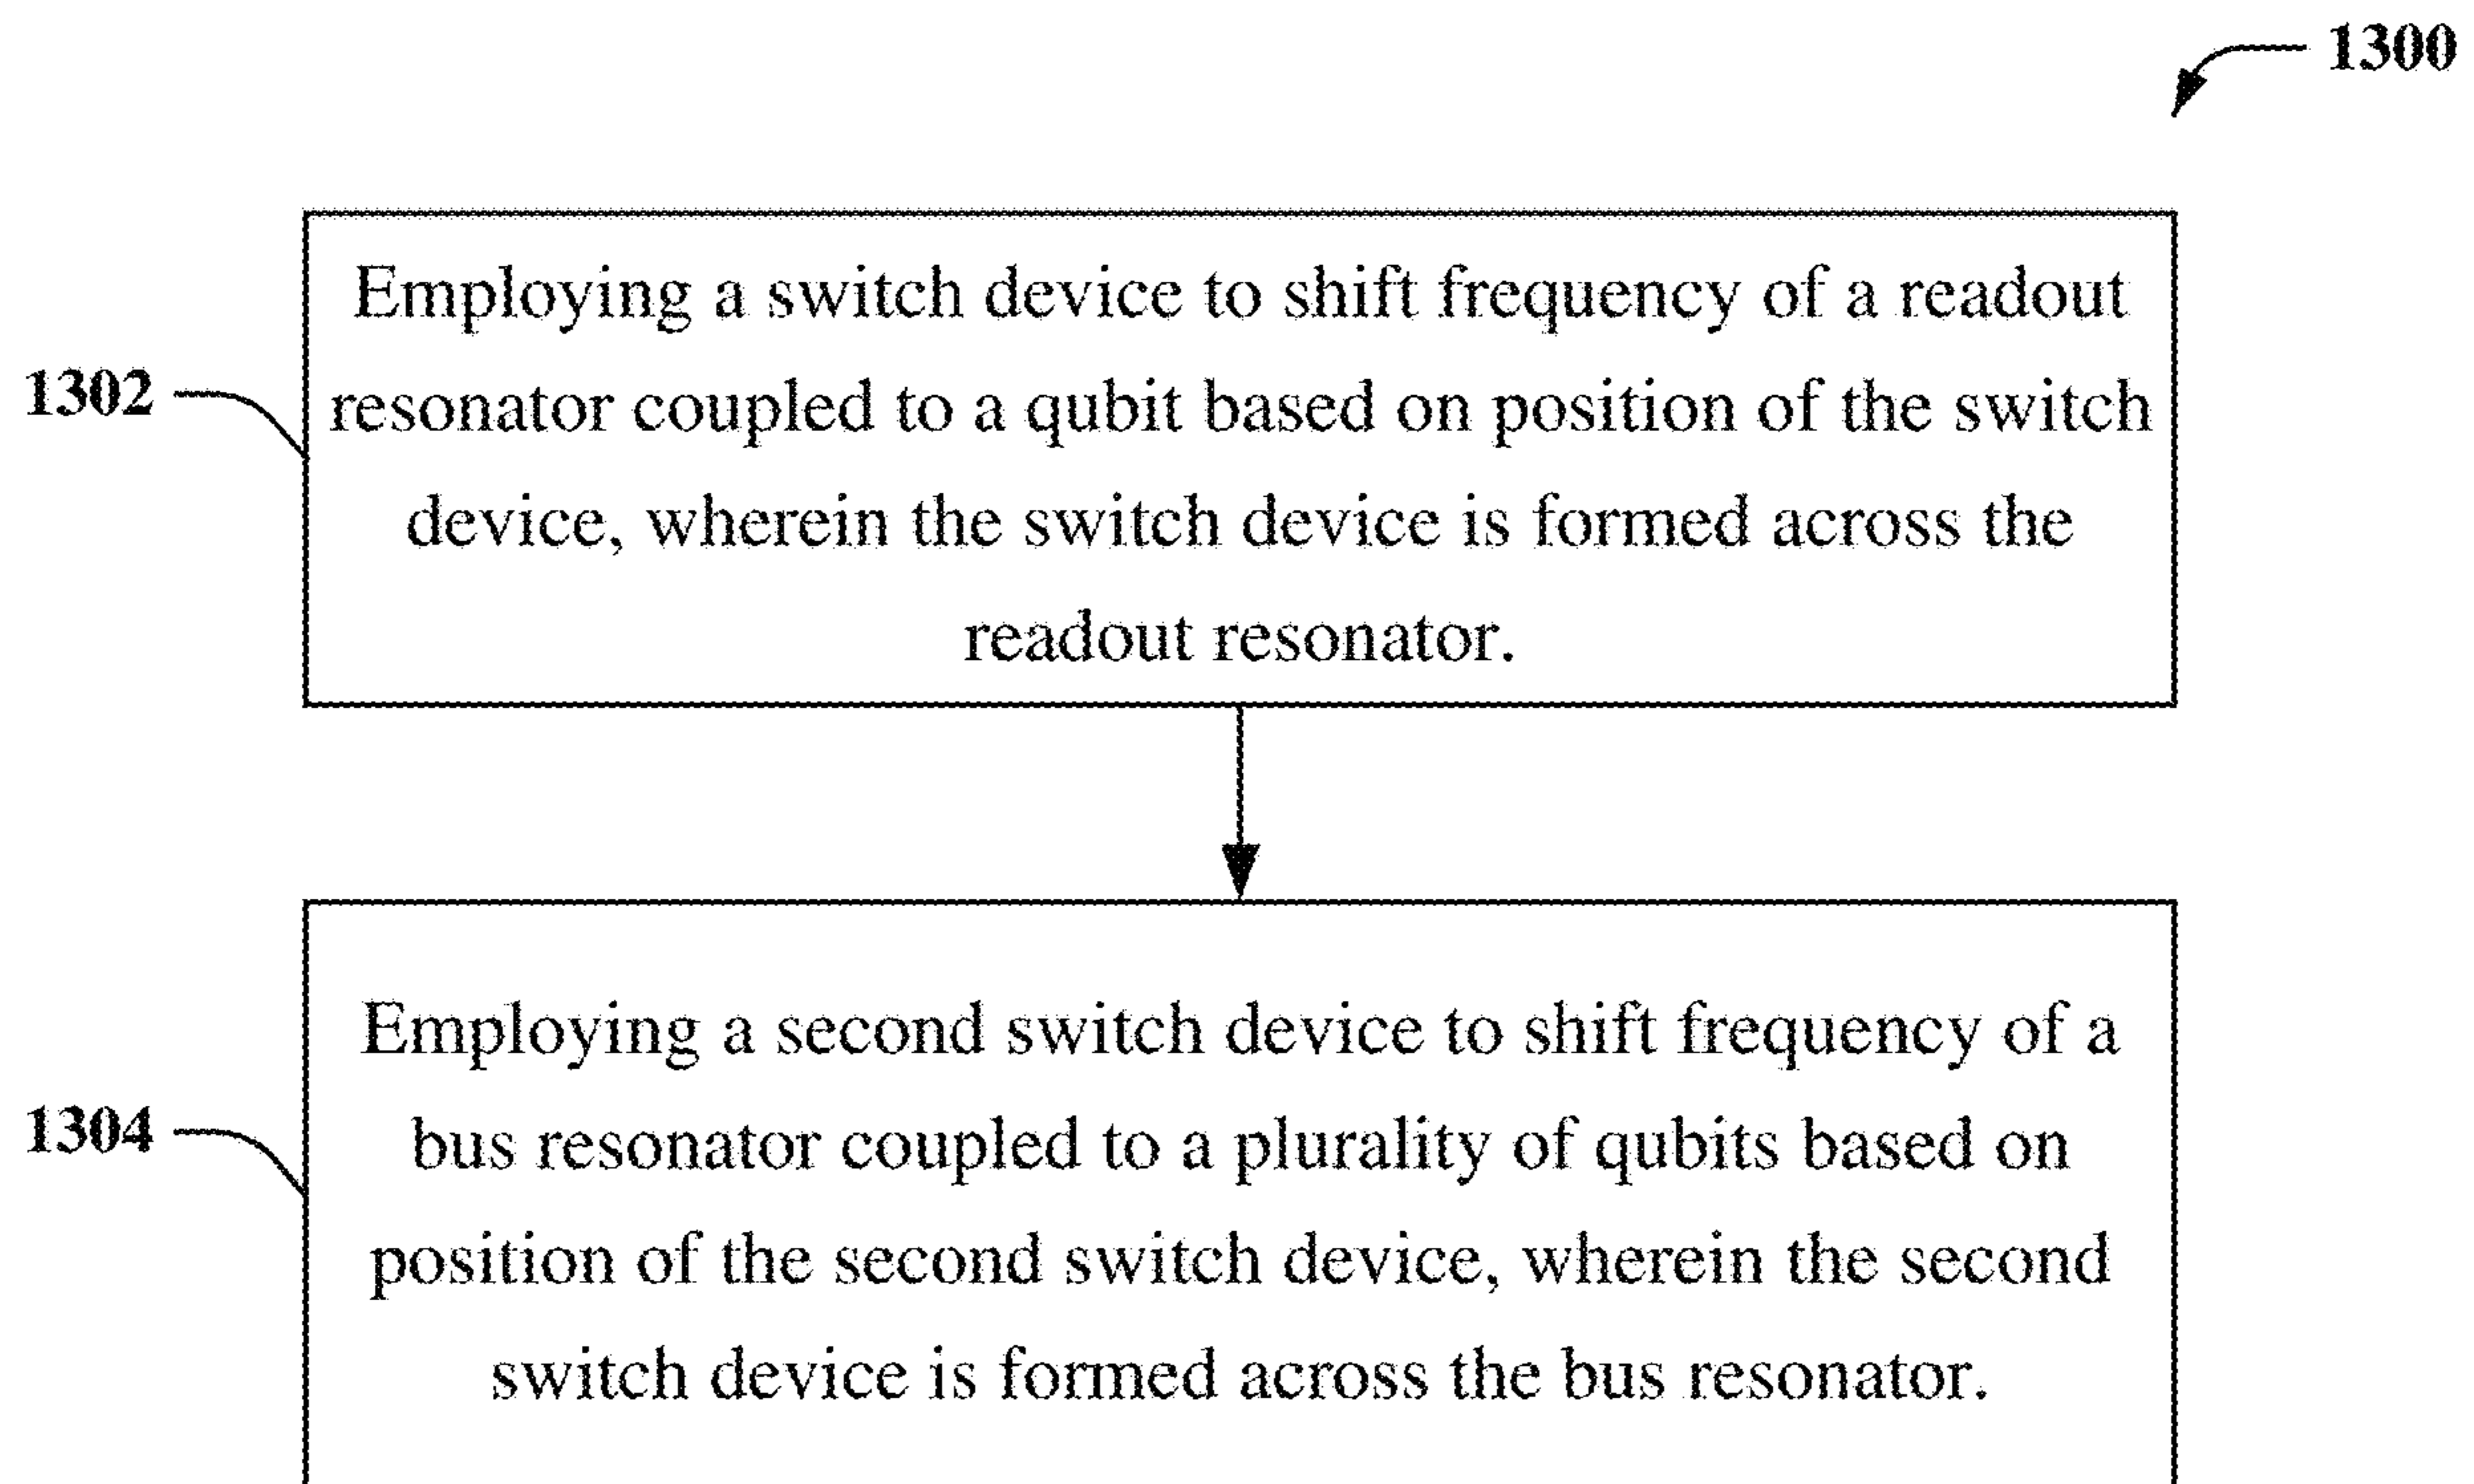 1300
1302
Employing a switch device to shift frequency of a readout
resonator coupled to a qubit based on position of the switch
device, wherein the switch device is formed across the
readout resonator.
1304
Employing a second switch device to shift frequency of a
bus resonator coupled to a plurality of qubits based on
position of the second switch device, wherein the second
switch device is formed across the bus resonator.